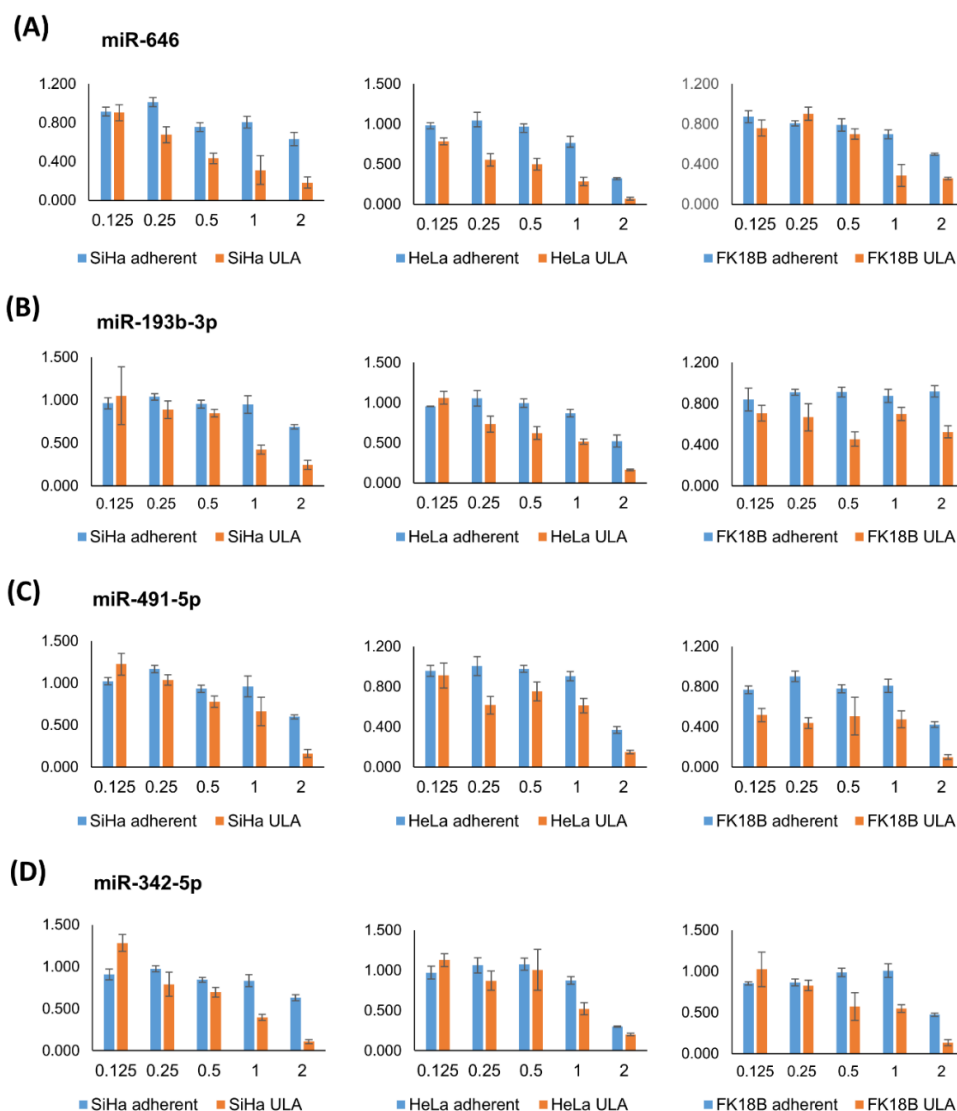 (A)
miR-646
1.200
0.800
0.400
0.000
0.125 0.25 0.5 1 2
SiHa adherent SiHa ULA
1.500
1.000
0.500
0.000
0.125 0.25 0.5 1 2
HeLa adherent HeLa ULA
1.200
0.800
0.400
0.000
0.125 0.25 0.5 1 2
FK18B adherent FK18B ULA
(B)
miR-193b-3p
1.500
1.000
0.500
0.000
0.125 0.25 0.5 1 2
SiHa adherent SiHa ULA
1.500
1.000
0.500
0.000
0.125 0.25 0.5 1 2
HeLa adherent HeLa ULA
1.200
0.800
0.400
0.000
0.125 0.25 0.5 1 2
FK18B adherent FK18B ULA
(C)
miR-491-5p
1.500
1.000
0.500
0.000
0.125 0.25 0.5 1 2
SiHa adherent SiHa ULA
1.200
0.800
0.400
0.000
0.125 0.25 0.5 1 2
HeLa adherent HeLa ULA
1.200
0.800
0.400
0.000
0.125 0.25 0.5 1 2
FK18B adherent FK18B ULA
(D)
miR-342-5p
1.500
1.000
0.500
0.000
0.125 0.25 0.5 1 2
SiHa adherent SiHa ULA
1.500
1.000
0.500
0.000
0.125 0.25 0.5 1 2
HeLa adherent HeLa ULA
1.500
1.000
0.500
0.000
0.125 0.25 0.5 1 2
FK18B adherent FK18B ULA